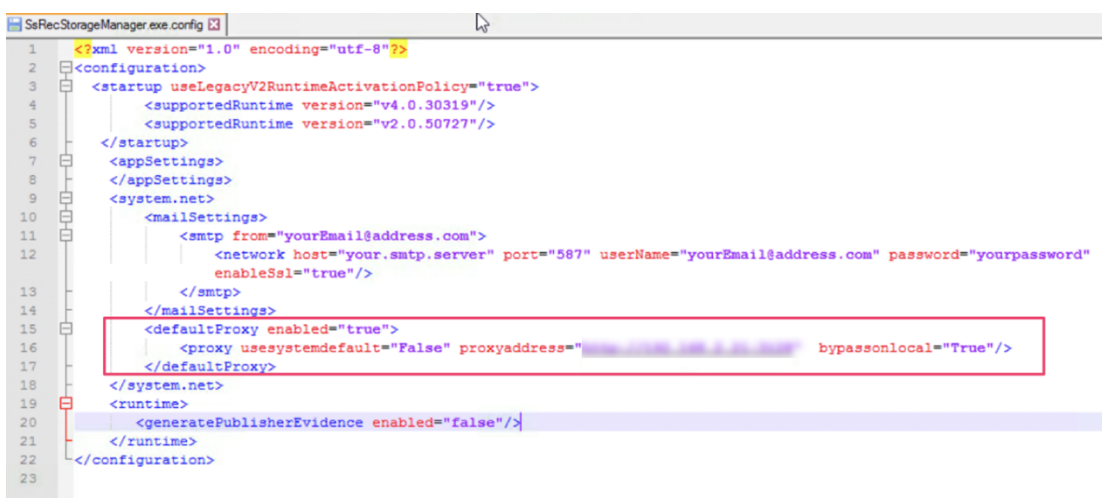 SsRecStorageManager.exe.config
1 <?xml version="1.0" encoding="utf-8"?>
2 <configuration>
3 <startup useLegacyV2RuntimeActivationPolicy="true">
4 <supportedRuntime version="v4.0.30319"/>
5 <supportedRuntime version="v2.0.50727"/>
6 </startup>
7 <appSettings>
8 </appSettings>
9 <system.net>
10 <mailSettings>
11 <smtp from="yourEmail@address.com">
12 <network host="your.smtp.server" port="587" userName="yourEmail@address.com" password="yourpassword"
enableSsl="true"/>
13 </smtp>
14 </mailSettings>
15 <defaultProxy enabled="true">
16 <proxy usesystemdefault="False" proxyaddress=" bypassonlocal="True"/>
17 </defaultProxy>
18 </system.net>
19 <runtime>
20 <generatePublisherEvidence enabled="false"/>
21 </runtime>
22 </configuration>
23